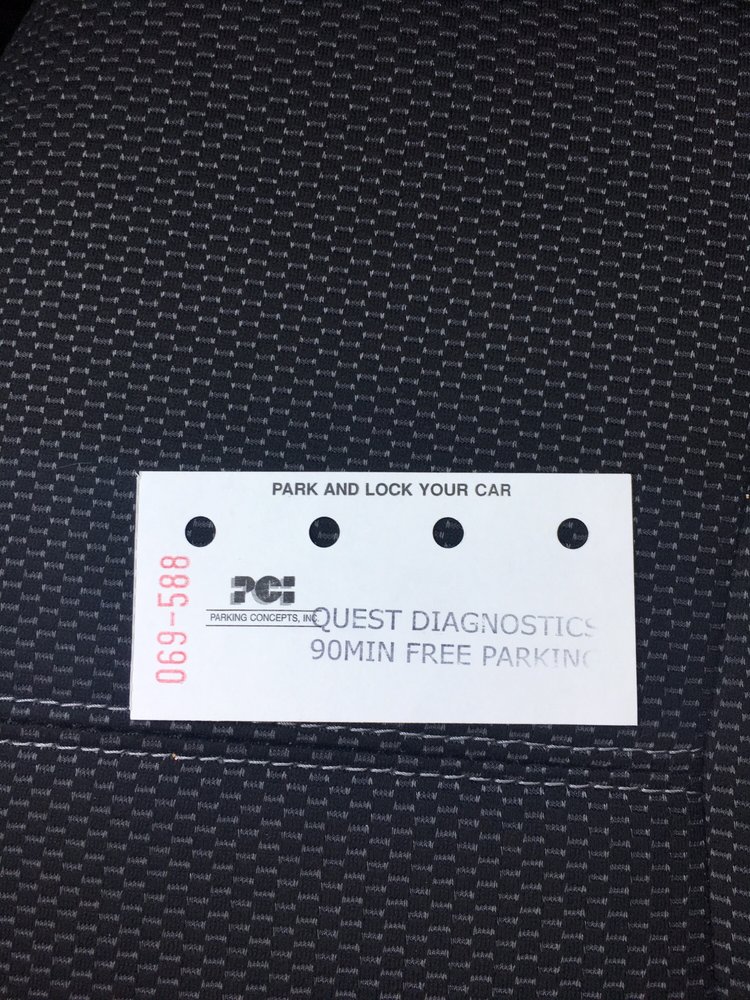 PARK AND LOCK YOUR CAR
069-588
PCI
PARKING CONCEPTS, INC.
QUEST DIAGNOSTICS
90MIN FREE PARKING